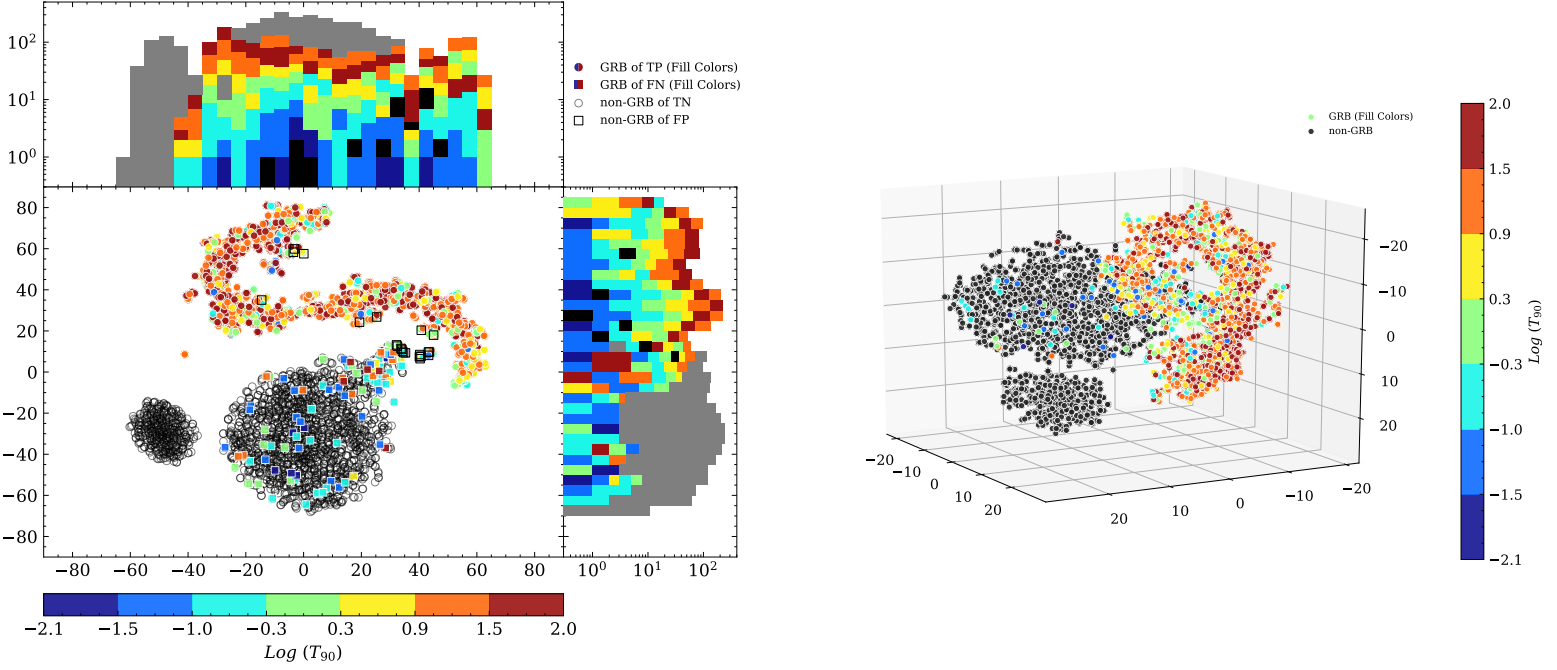 10²
10¹
10⁰
GRB of TP (Fill Colors)
GRB of FN (Fill Colors)
non-GRB of TN
non-GRB of FP
80
60
40
20
0
−20
−40
−60
−80
−80 −60 −40 −20 0 20 40 60 80
10⁰ 10¹ 10²
−2.1 −1.5 −1.0 −0.3 0.3 0.9 1.5 2.0
Log (T₉₀)
GRB (Fill Colors)
non-GRB
−20
−10
0
10
20
−20 −10 0 10 20
20 10 0 −10 −20
2.0
1.5
0.9
0.3
−0.3
−1.0
−1.5
−2.1
Log (T₉₀)